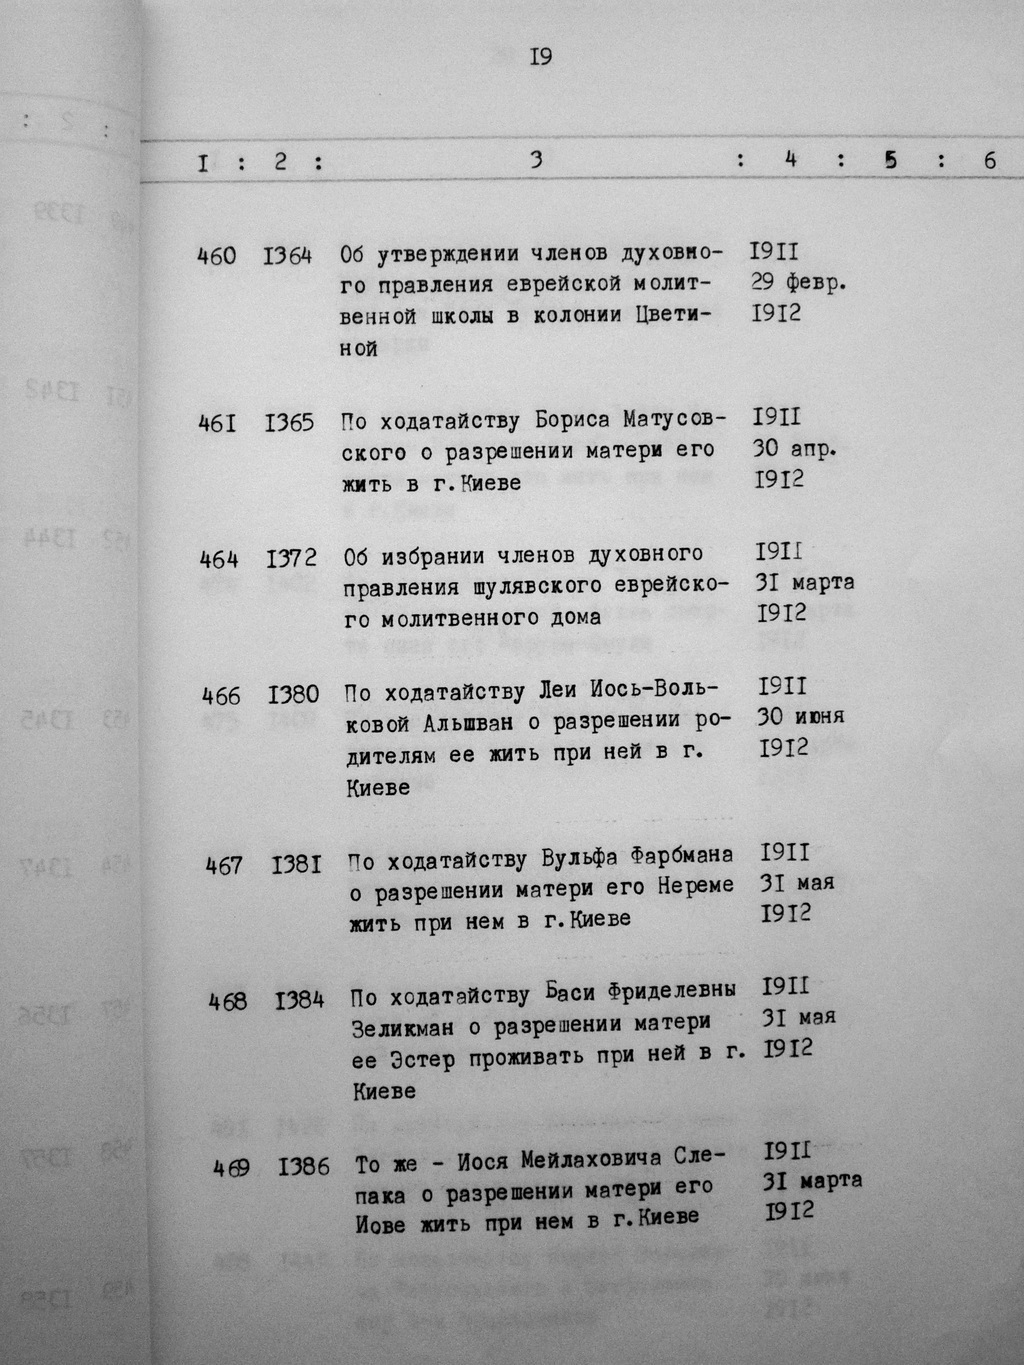 I9
I : 2 : 3 : 4 : 5 : 6
460 I364 Об утверждении членов духовно- I9II
го правления еврейской молит- 29 февр.
венной школы в колонии Цвети- I9I2
ной
46I I365 По ходатайству Бориса Матусов- I9II
ского о разрешении матери его 30 апр.
жить в г.Киеве I9I2
464 I372 Об избрании членов духовного I9II
правления шулявского еврейско- 3I марта
го молитвенного дома I9I2
466 I380 По ходатайству Леи Иось-Воль- I9II
ковой Альшван о разрешении ро- 30 июня
дителям ее жить при ней в г. I9I2
Киеве
467 I38I По ходатайству Вульфа Фарбмана I9II
о разрешении матери его Нереме 3I мая
жить при нем в г.Киеве I9I2
468 I384 По ходатайству Баси Фриделевны I9II
Зеликман о разрешении матери 3I мая
ее Эстер проживать при ней в г. I9I2
Киеве
469 I386 То же - Иося Мейлаховича Сле- I9II
пака о разрешении матери его 3I марта
Иове жить при нем в г.Киеве I9I2